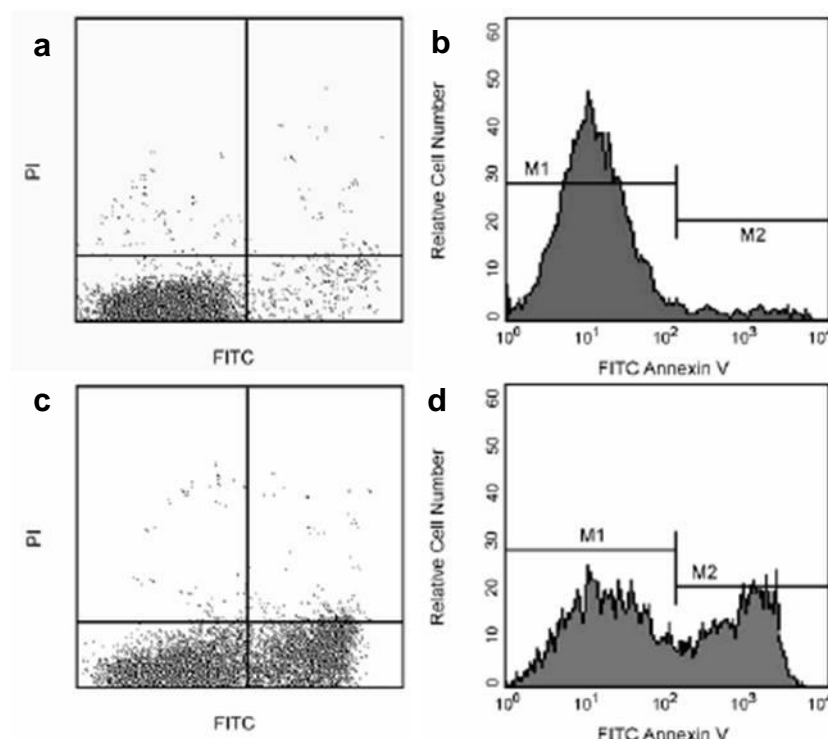 a
PI
FITC
b
Relative Cell Number
60
50
40
30
20
10
0
M1
M2
10⁰ 10¹ 10² 10³ 10⁴
FITC Annexin V
c
PI
FITC
d
Relative Cell Number
60
50
40
30
20
10
0
M1
M2
10⁰ 10¹ 10² 10³ 10⁴
FITC Annexin V